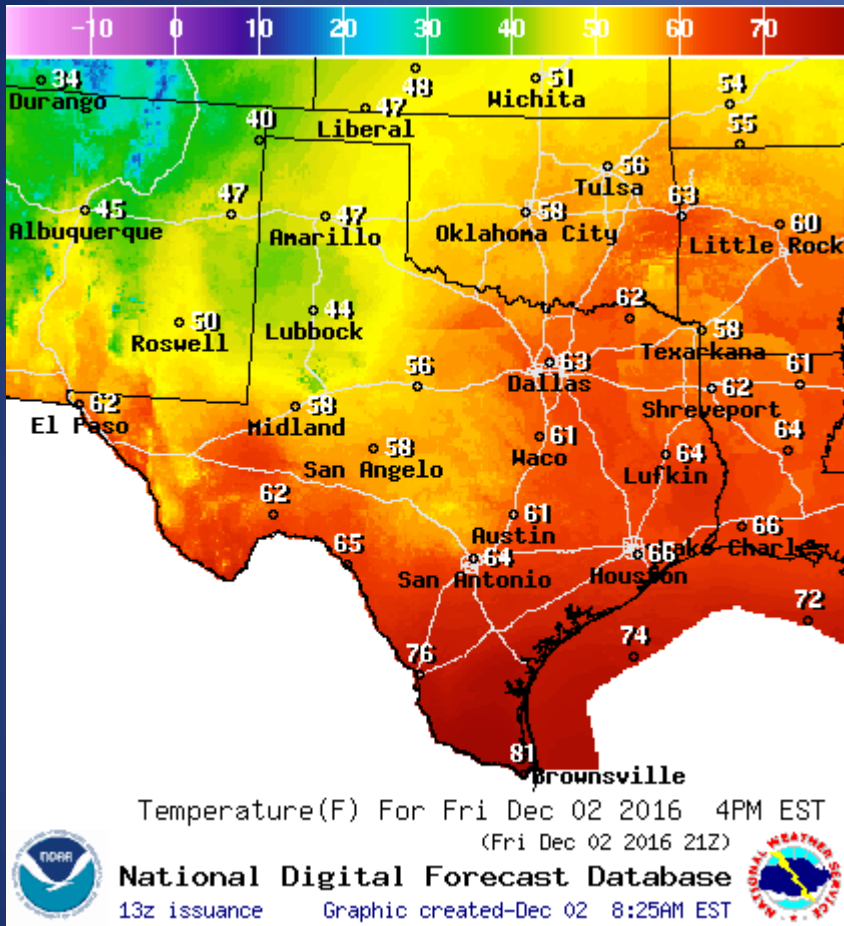 -10 0 10 20 30 40 50 60 70
34 48 51 54
Durango Wichita
47
Liberal
40 55
56
Tulsa
45 47 47 58 63 60
Albuquerque Amarillo Oklahoma City Little Rock
50 44 62 58
Roswell Lubbock Texarkana
56 63 61
Dallas
62 58 62
El Paso Midland Shreveport
58 61 64 64
San Angelo Waco Lufkin
62 61 66
Austin
65 64 66 Lake Charles
San Antonio Houston
72
76 74
81
Brownsville
Temperature(F) For Fri Dec 02 2016 4PM EST
(Fri Dec 02 2016 21Z)
National Digital Forecast Database
13z issuance Graphic created-Dec 02 8:25AM EST
NOAA
NATIONAL WEATHER SERVICE